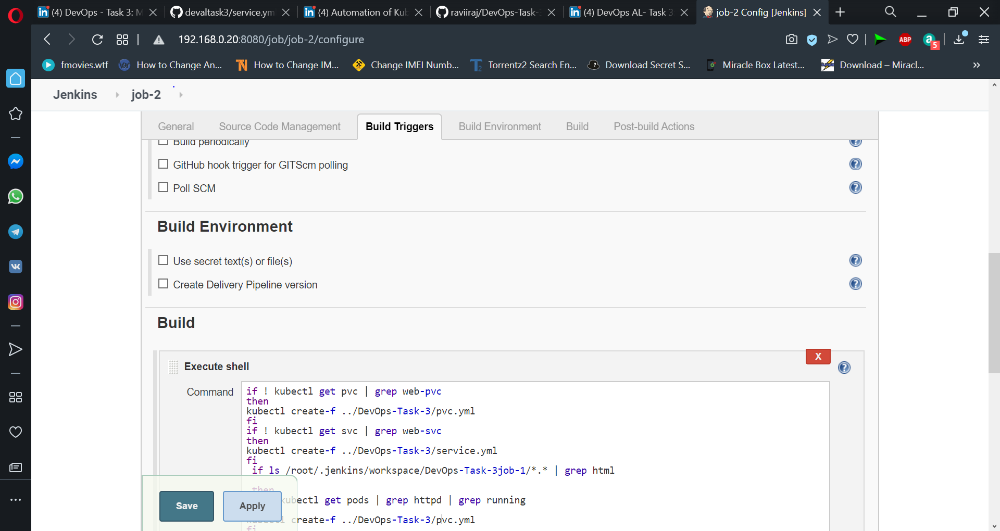 (4) DevOps - Task 3: M
devaltask3/service.ym
(4) Automation of Kub
raviiraj/DevOps-Task-3
(4) DevOps AL- Task 3
job-2 Config [Jenkins]
192.168.0.20:8080/job/job-2/configure
ABP
a
5
fmovies.wtf
How to Change An...
How to Change IM...
Change IMEI Numb...
Torrentz2 Search En...
Download Secret S...
Miracle Box Latest...
Download – Miracl...
Jenkins
job-2
General
Source Code Management
Build Triggers
Build Environment
Build
Post-build Actions
Build periodically
GitHub hook trigger for GITScm polling
Poll SCM
Build Environment
Use secret text(s) or file(s)
Create Delivery Pipeline version
Build
X
Execute shell
Command
if ! kubectl get pvc | grep web-pvc
then
kubectl create-f ../DevOps-Task-3/pvc.yml
fi
if ! kubectl get svc | grep web-svc
then
kubectl create-f ../DevOps-Task-3/service.yml
fi
if ls /root/.jenkins/workspace/DevOps-Task-3job-1/*.* | grep html
then
kubectl get pods | grep httpd | grep running
kubectl create-f ../DevOps-Task-3/pvc.yml
fi
Save
Apply